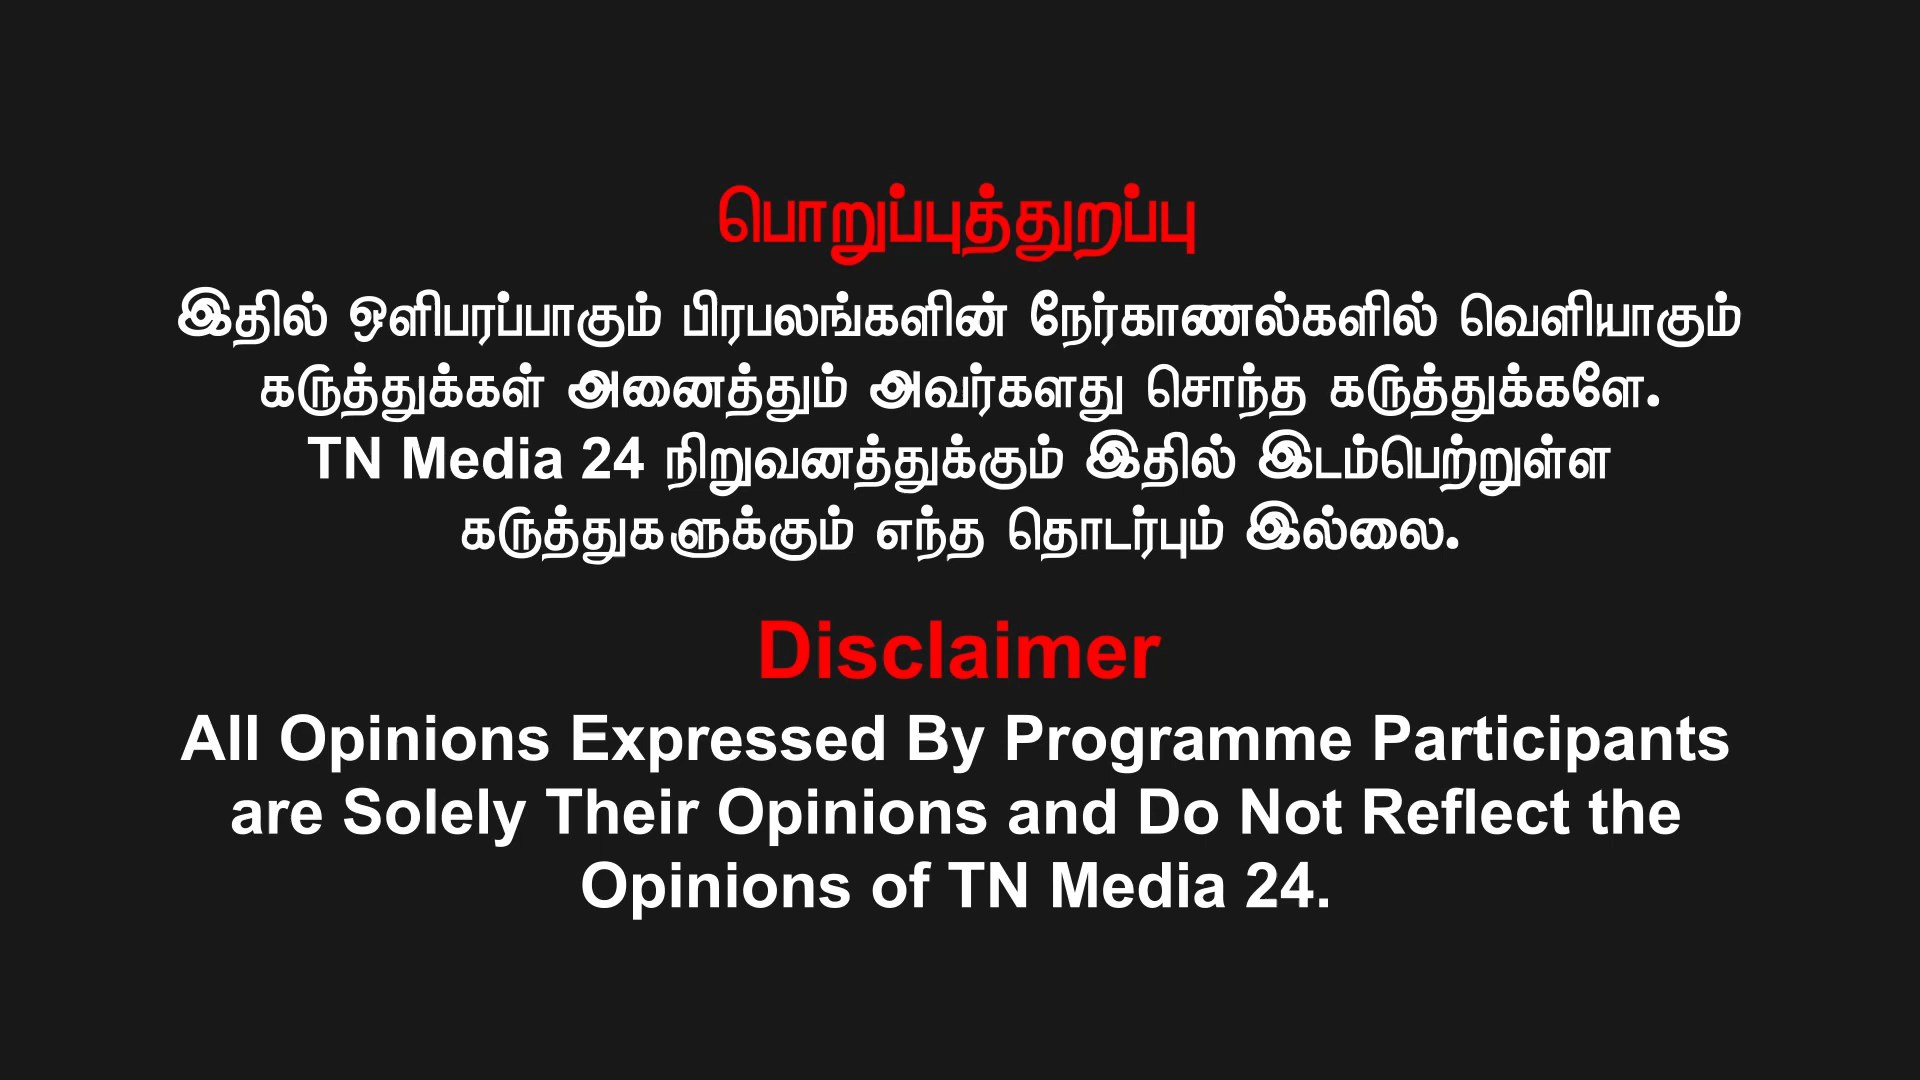 பொறுப்புத்துறப்பு
இதில் ஒளிபரப்பாகும் பிரபலங்களின் நேர்காணல்களில் வெளியாகும்
கருத்துக்கள் அனைத்தும் அவர்களது சொந்த கருத்துக்களே.
TN Media 24 நிறுவனத்துக்கும் இதில் இடம்பெற்றுள்ள
கருத்துகளுக்கும் எந்த தொடர்பும் இல்லை.
Disclaimer
All Opinions Expressed By Programme Participants
are Solely Their Opinions and Do Not Reflect the
Opinions of TN Media 24.